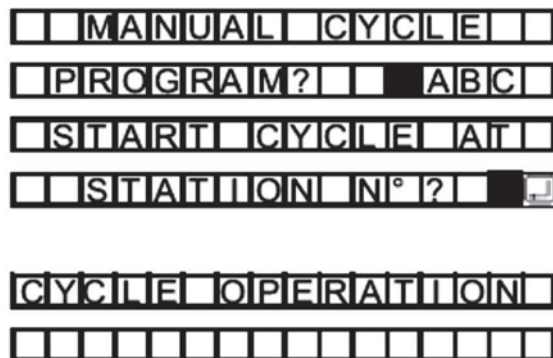 MANUAL CYCLE
PROGRAM? ABC
START CYCLE AT
STATION N° ?
CYCLE OPERATION